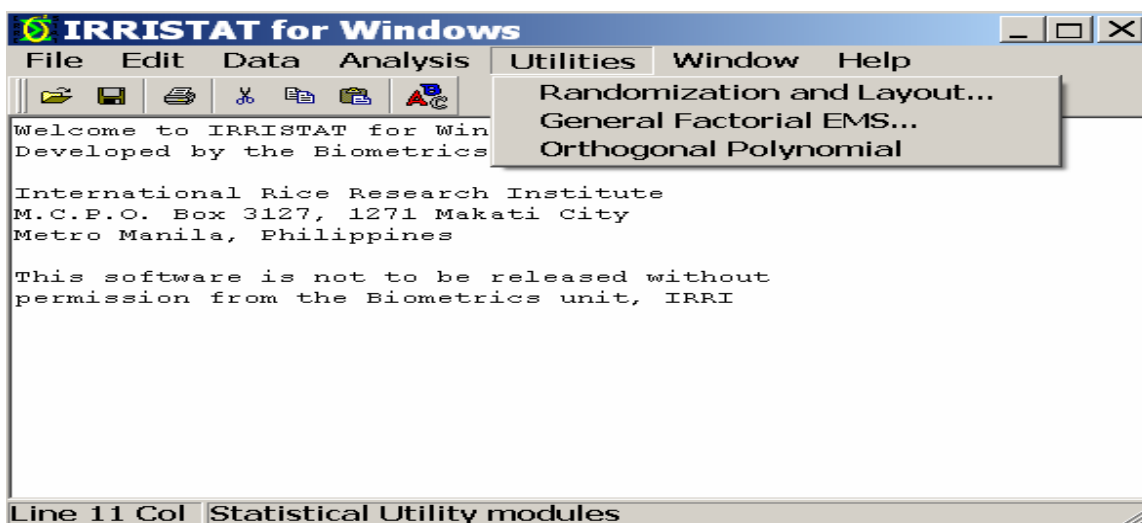 IRRISTAT for Windows
File Edit Data Analysis Utilities Window Help
Randomization and Layout...
General Factorial EMS...
Orthogonal Polynomial
ABC
Welcome to IRRISTAT for Win
Developed by the Biometrics
International Rice Research Institute
M.C.P.O. Box 3127, 1271 Makati City
Metro Manila, Philippines
This software is not to be released without
permission from the Biometrics unit, IRRI
Line 11 Col Statistical Utility modules